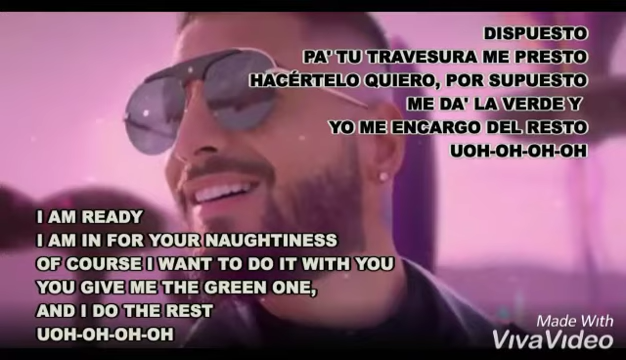 DISPUESTO
PA' TU TRAVESURA ME PRESTO
HACÉRTELO QUIERO, POR SUPUESTO
ME DA' LA VERDE Y
YO ME ENCARGO DEL RESTO
UOH-OH-OH-OH
I AM READY
I AM IN FOR YOUR NAUGHTINESS
OF COURSE I WANT TO DO IT WITH YOU
YOU GIVE ME THE GREEN ONE,
AND I DO THE REST
UOH-OH-OH-OH
Made With
VivaVideo